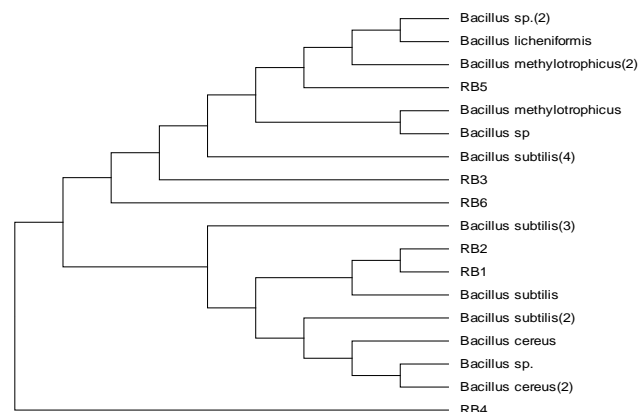 Bacillus sp.(2)
Bacillus licheniformis
Bacillus methylotrophicus(2)
RB5
Bacillus methylotrophicus
Bacillus sp
Bacillus subtilis(4)
RB3
RB6
Bacillus subtilis(3)
RB2
RB1
Bacillus subtilis
Bacillus subtilis(2)
Bacillus cereus
Bacillus sp.
Bacillus cereus(2)
RB4